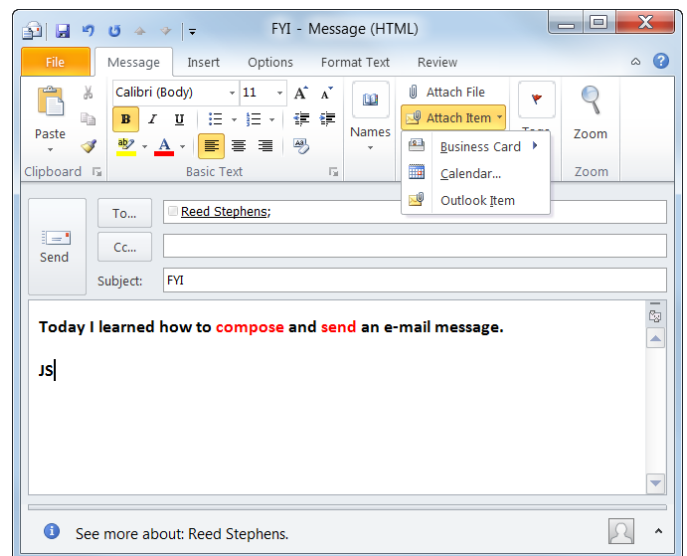 FYI - Message (HTML)
File Message Insert Options Format Text Review
Calibri (Body) 11 A A Attach File
B I U Attach Item
Paste Names Zoom
Business Card
Clipboard Basic Text Zoom
Calendar...
Outlook Item
To... Reed Stephens;
Send Cc...
Subject: FYI
Today I learned how to compose and send an e-mail message.
JS
See more about: Reed Stephens.